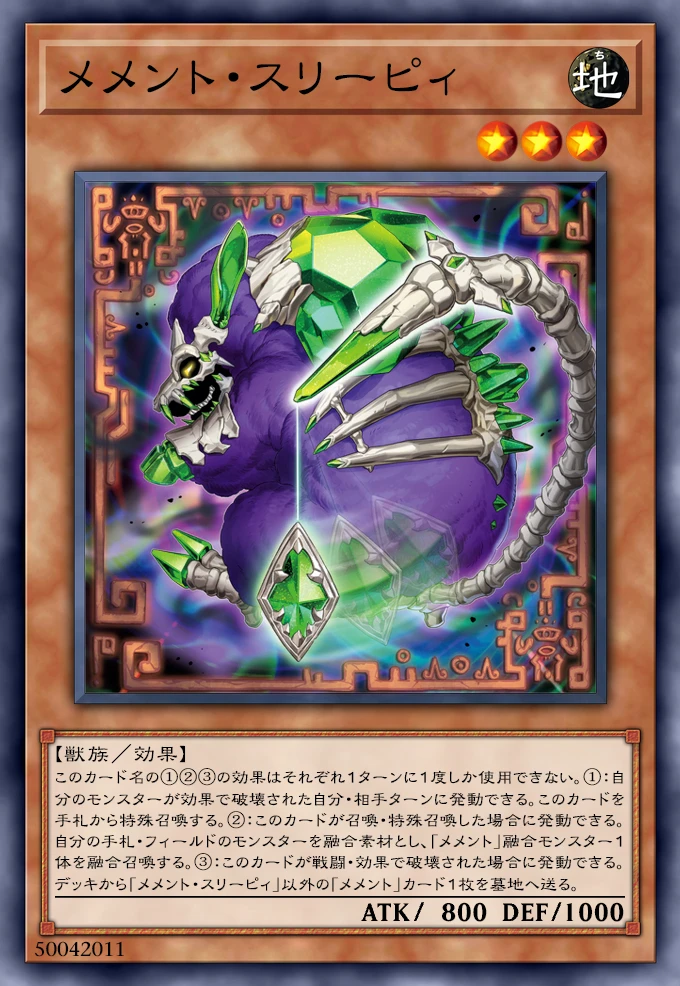 メメント・スリーピィ
ち
地
【獣族／効果】
このカード名の①②③の効果はそれぞれ１ターンに１度しか使用できない。①：自
分のモンスターが効果で破壊された自分・相手ターンに発動できる。このカードを
手札から特殊召喚する。②：このカードが召喚・特殊召喚した場合に発動できる。
自分の手札・フィールドのモンスターを融合素材とし、「メメント」融合モンスター１
体を融合召喚する。③：このカードが戦闘・効果で破壊された場合に発動できる。
デッキから「メメント・スリーピィ」以外の「メメント」カード１枚を墓地へ送る。
ATK/ 800 DEF/1000
50042011